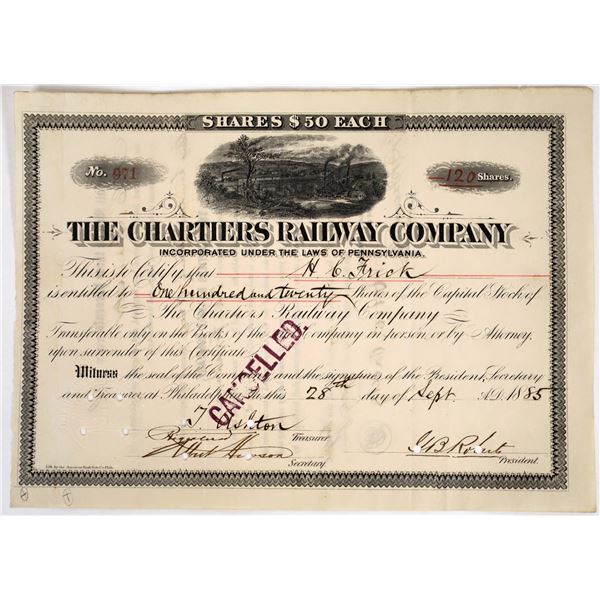 SHARES $50 EACH
No. 971
120 Shares.
THE CHARTIERS RAILWAY COMPANY
INCORPORATED UNDER THE LAWS OF PENNSYLVANIA.
This is to Certify that H C Frick
is entitled to One hundred and twenty Shares of the Capital Stock of
The Chartiers Railway Company
Transferable only on the Books of the Company in person, or by Attorney,
upon surrender of this Certificate
Witness the seal of the Company and the signatures of the President, Secretary
and Treasurer at Philadelphia this 28th day of Sept AD. 1885
CANCELLED.
Treasurer
Secretary.
G B Roberts
President.